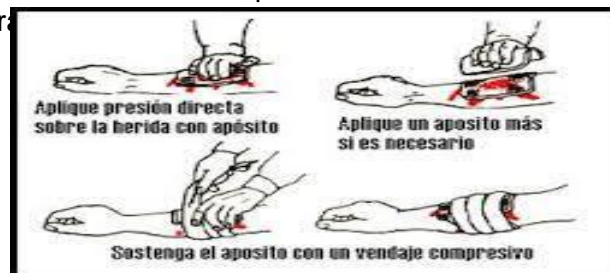 Aplique presión directa
sobre la herida con apósito
Aplique un aposito más
si es necesario
Sostenga el aposito con un vendaje compresivo